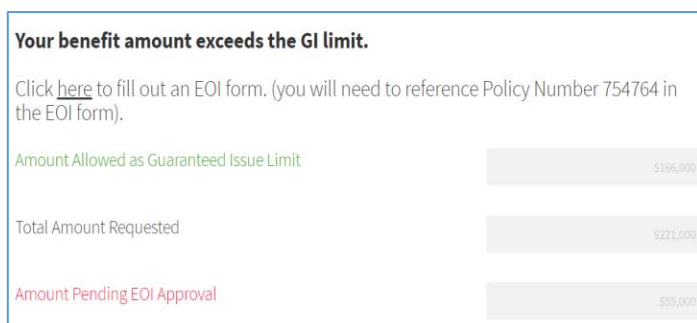 Your benefit amount exceeds the GI limit.
Click here to fill out an EOI form. (you will need to reference Policy Number 754764 in
the EOI form).
Amount Allowed as Guaranteed Issue Limit
$166,000
Total Amount Requested
$221,000
Amount Pending EOI Approval
$55,000